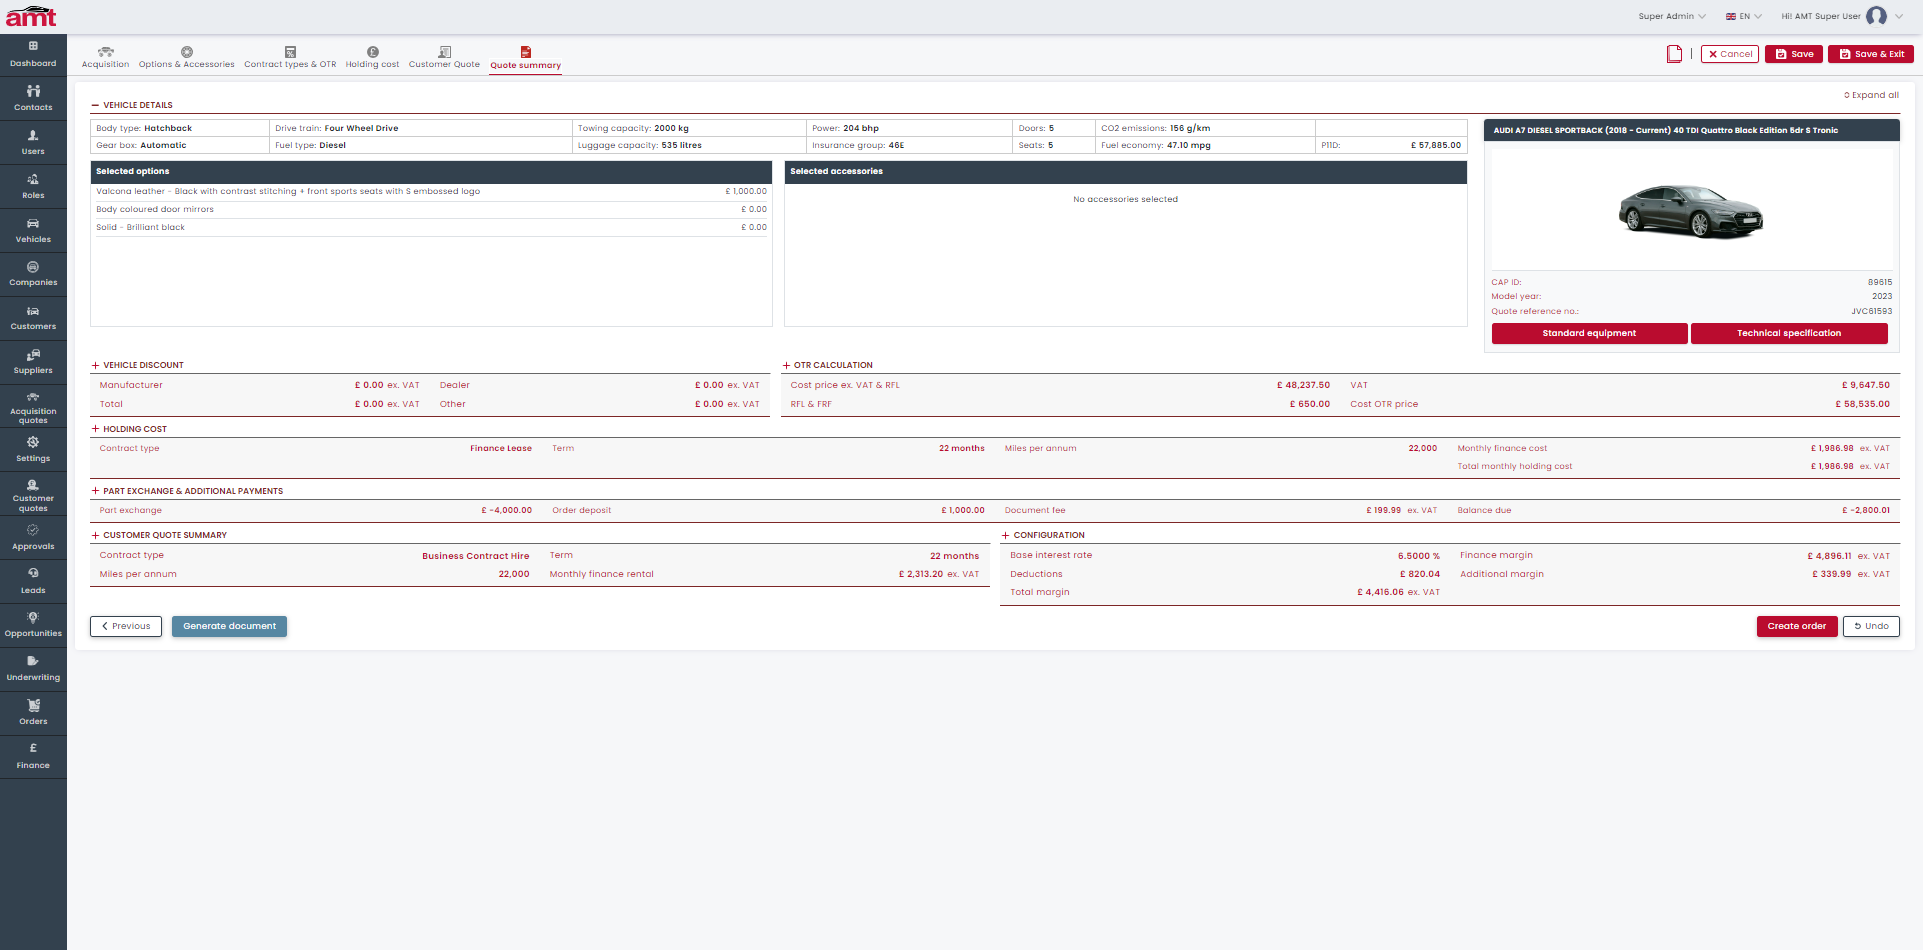 amt
Super Admin EN Hi! AMT Super User
Dashboard
Contacts
Users
Roles
Vehicles
Companies
Customers
Suppliers
Acquisition
quotes
Settings
Customer
quotes
Approvals
Leads
Opportunities
Underwriting
Orders
Finance
Acquisition Options & Accessories Contract types & OTR Holding cost Customer Quote Quote summary
Cancel Save Save & Exit
Expand all
VEHICLE DETAILS
Body type: Hatchback Drive train: Four Wheel Drive Towing capacity: 2000 kg Power: 204 bhp Doors: 5 CO2 emissions: 156 g/km
Gear box: Automatic Fuel type: Diesel Luggage capacity: 535 litres Insurance group: 46E Seats: 5 Fuel economy: 47.10 mpg P11D: £ 57,885.00
Selected options
Valcona leather - Black with contrast stitching + front sports seats with S embossed logo £ 1,000.00
Body coloured door mirrors £ 0.00
Solid - Brilliant black £ 0.00
Selected accessories
No accessories selected
AUDI A7 DIESEL SPORTBACK (2018 - Current) 40 TDI Quattro Black Edition 5dr S Tronic
CAP ID: 89615
Model year: 2023
Quote reference no.: JVC61593
Standard equipment Technical specification
VEHICLE DISCOUNT
Manufacturer £ 0.00 ex. VAT Dealer £ 0.00 ex. VAT
Total £ 0.00 ex. VAT Other £ 0.00 ex. VAT
OTR CALCULATION
Cost price ex. VAT & RFL £ 48,237.50 VAT £ 9,647.50
RFL & FRF £ 650.00 Cost OTR price £ 58,535.00
HOLDING COST
Contract type Finance Lease Term 22 months Miles per annum 22,000 Monthly finance cost £ 1,986.98 ex. VAT
Total monthly holding cost £ 1,986.98 ex. VAT
PART EXCHANGE & ADDITIONAL PAYMENTS
Part exchange £ -4,000.00 Order deposit £ 1,000.00 Document fee £ 199.99 ex. VAT Balance due £ -2,800.01
CUSTOMER QUOTE SUMMARY
Contract type Business Contract Hire Term 22 months
Miles per annum 22,000 Monthly finance rental £ 2,313.20 ex. VAT
CONFIGURATION
Base interest rate 6.5000 % Finance margin £ 4,896.11 ex. VAT
Deductions £ 820.04 Additional margin £ 339.99 ex. VAT
Total margin £ 4,416.06 ex. VAT
Previous Generate document Create order Undo